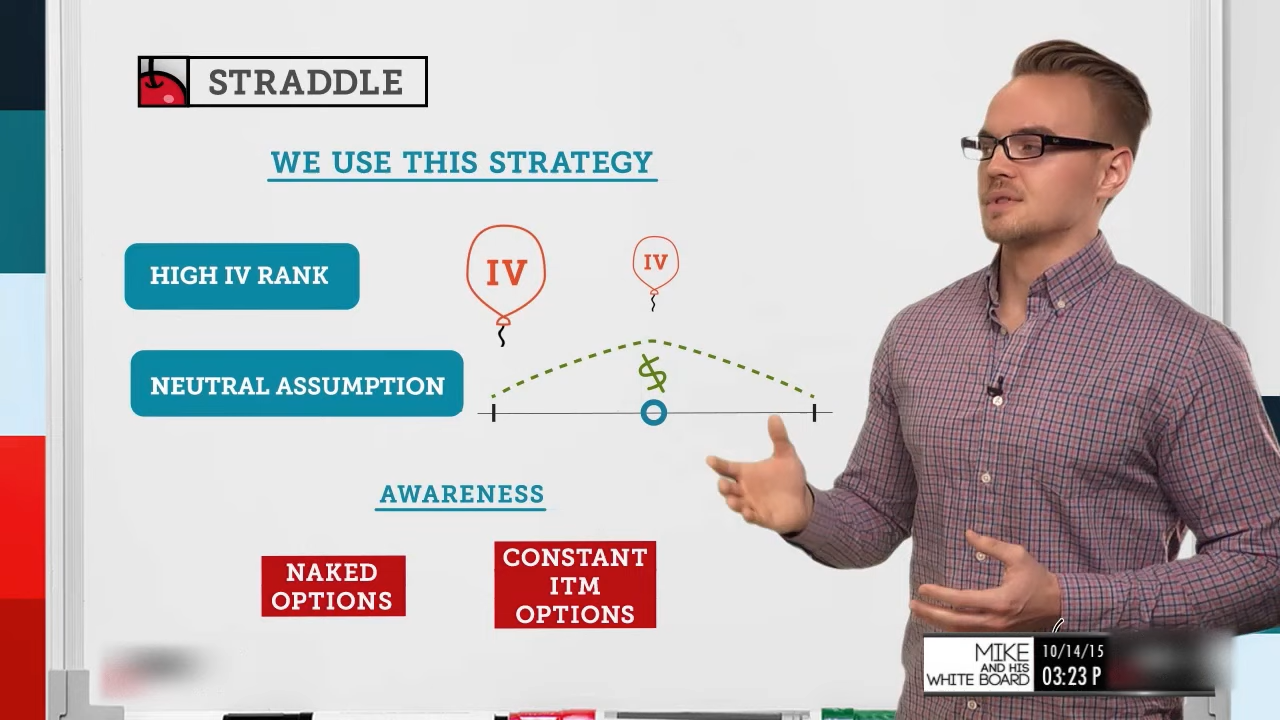 STRADDLE
WE USE THIS STRATEGY
HIGH IV RANK
IV
IV
NEUTRAL ASSUMPTION
$
AWARENESS
NAKED
OPTIONS
CONSTANT
ITM
OPTIONS
MIKE
AND HIS
WHITE BOARD
10/14/15
03:23 P